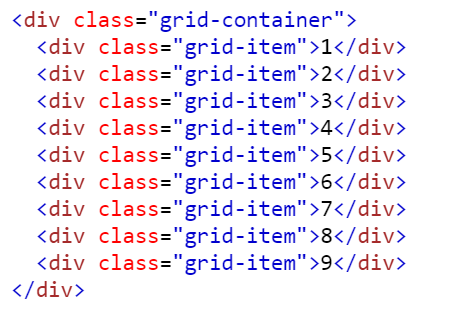 <div class="grid-container">
  <div class="grid-item">1</div>
  <div class="grid-item">2</div>
  <div class="grid-item">3</div>
  <div class="grid-item">4</div>
  <div class="grid-item">5</div>
  <div class="grid-item">6</div>
  <div class="grid-item">7</div>
  <div class="grid-item">8</div>
  <div class="grid-item">9</div>
</div>